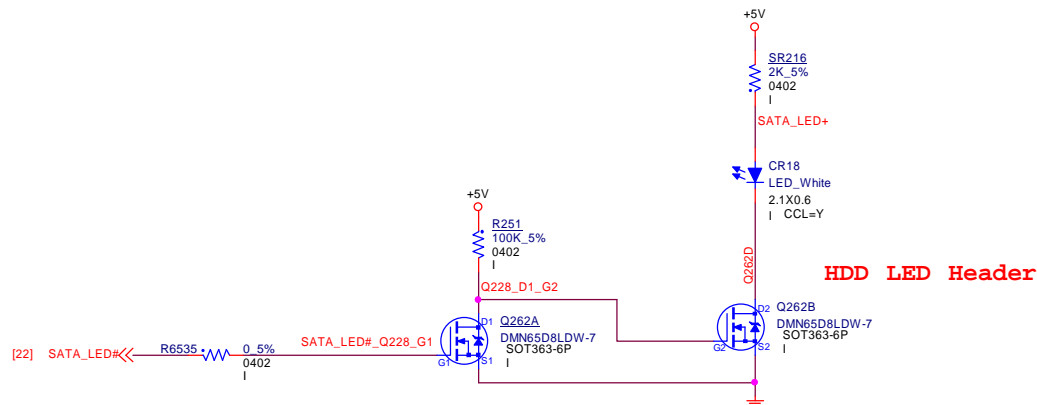 +5V
SR216
2K_5%
0402
I
SATA_LED+
CR18
LED_White
2.1X0.6
I CCL=Y
+5V
R251
100K_5%
0402
I
Q262D
HDD LED Header
Q228_D1_G2
D1
Q262A
DMN65D8LDW-7
SOT363-6P
I
D2
Q262B
DMN65D8LDW-7
SOT363-6P
I
[22] SATA_LED#
R6535
0_5%
0402
I
SATA_LED#_Q228_G1
G1
S1
G2
S2